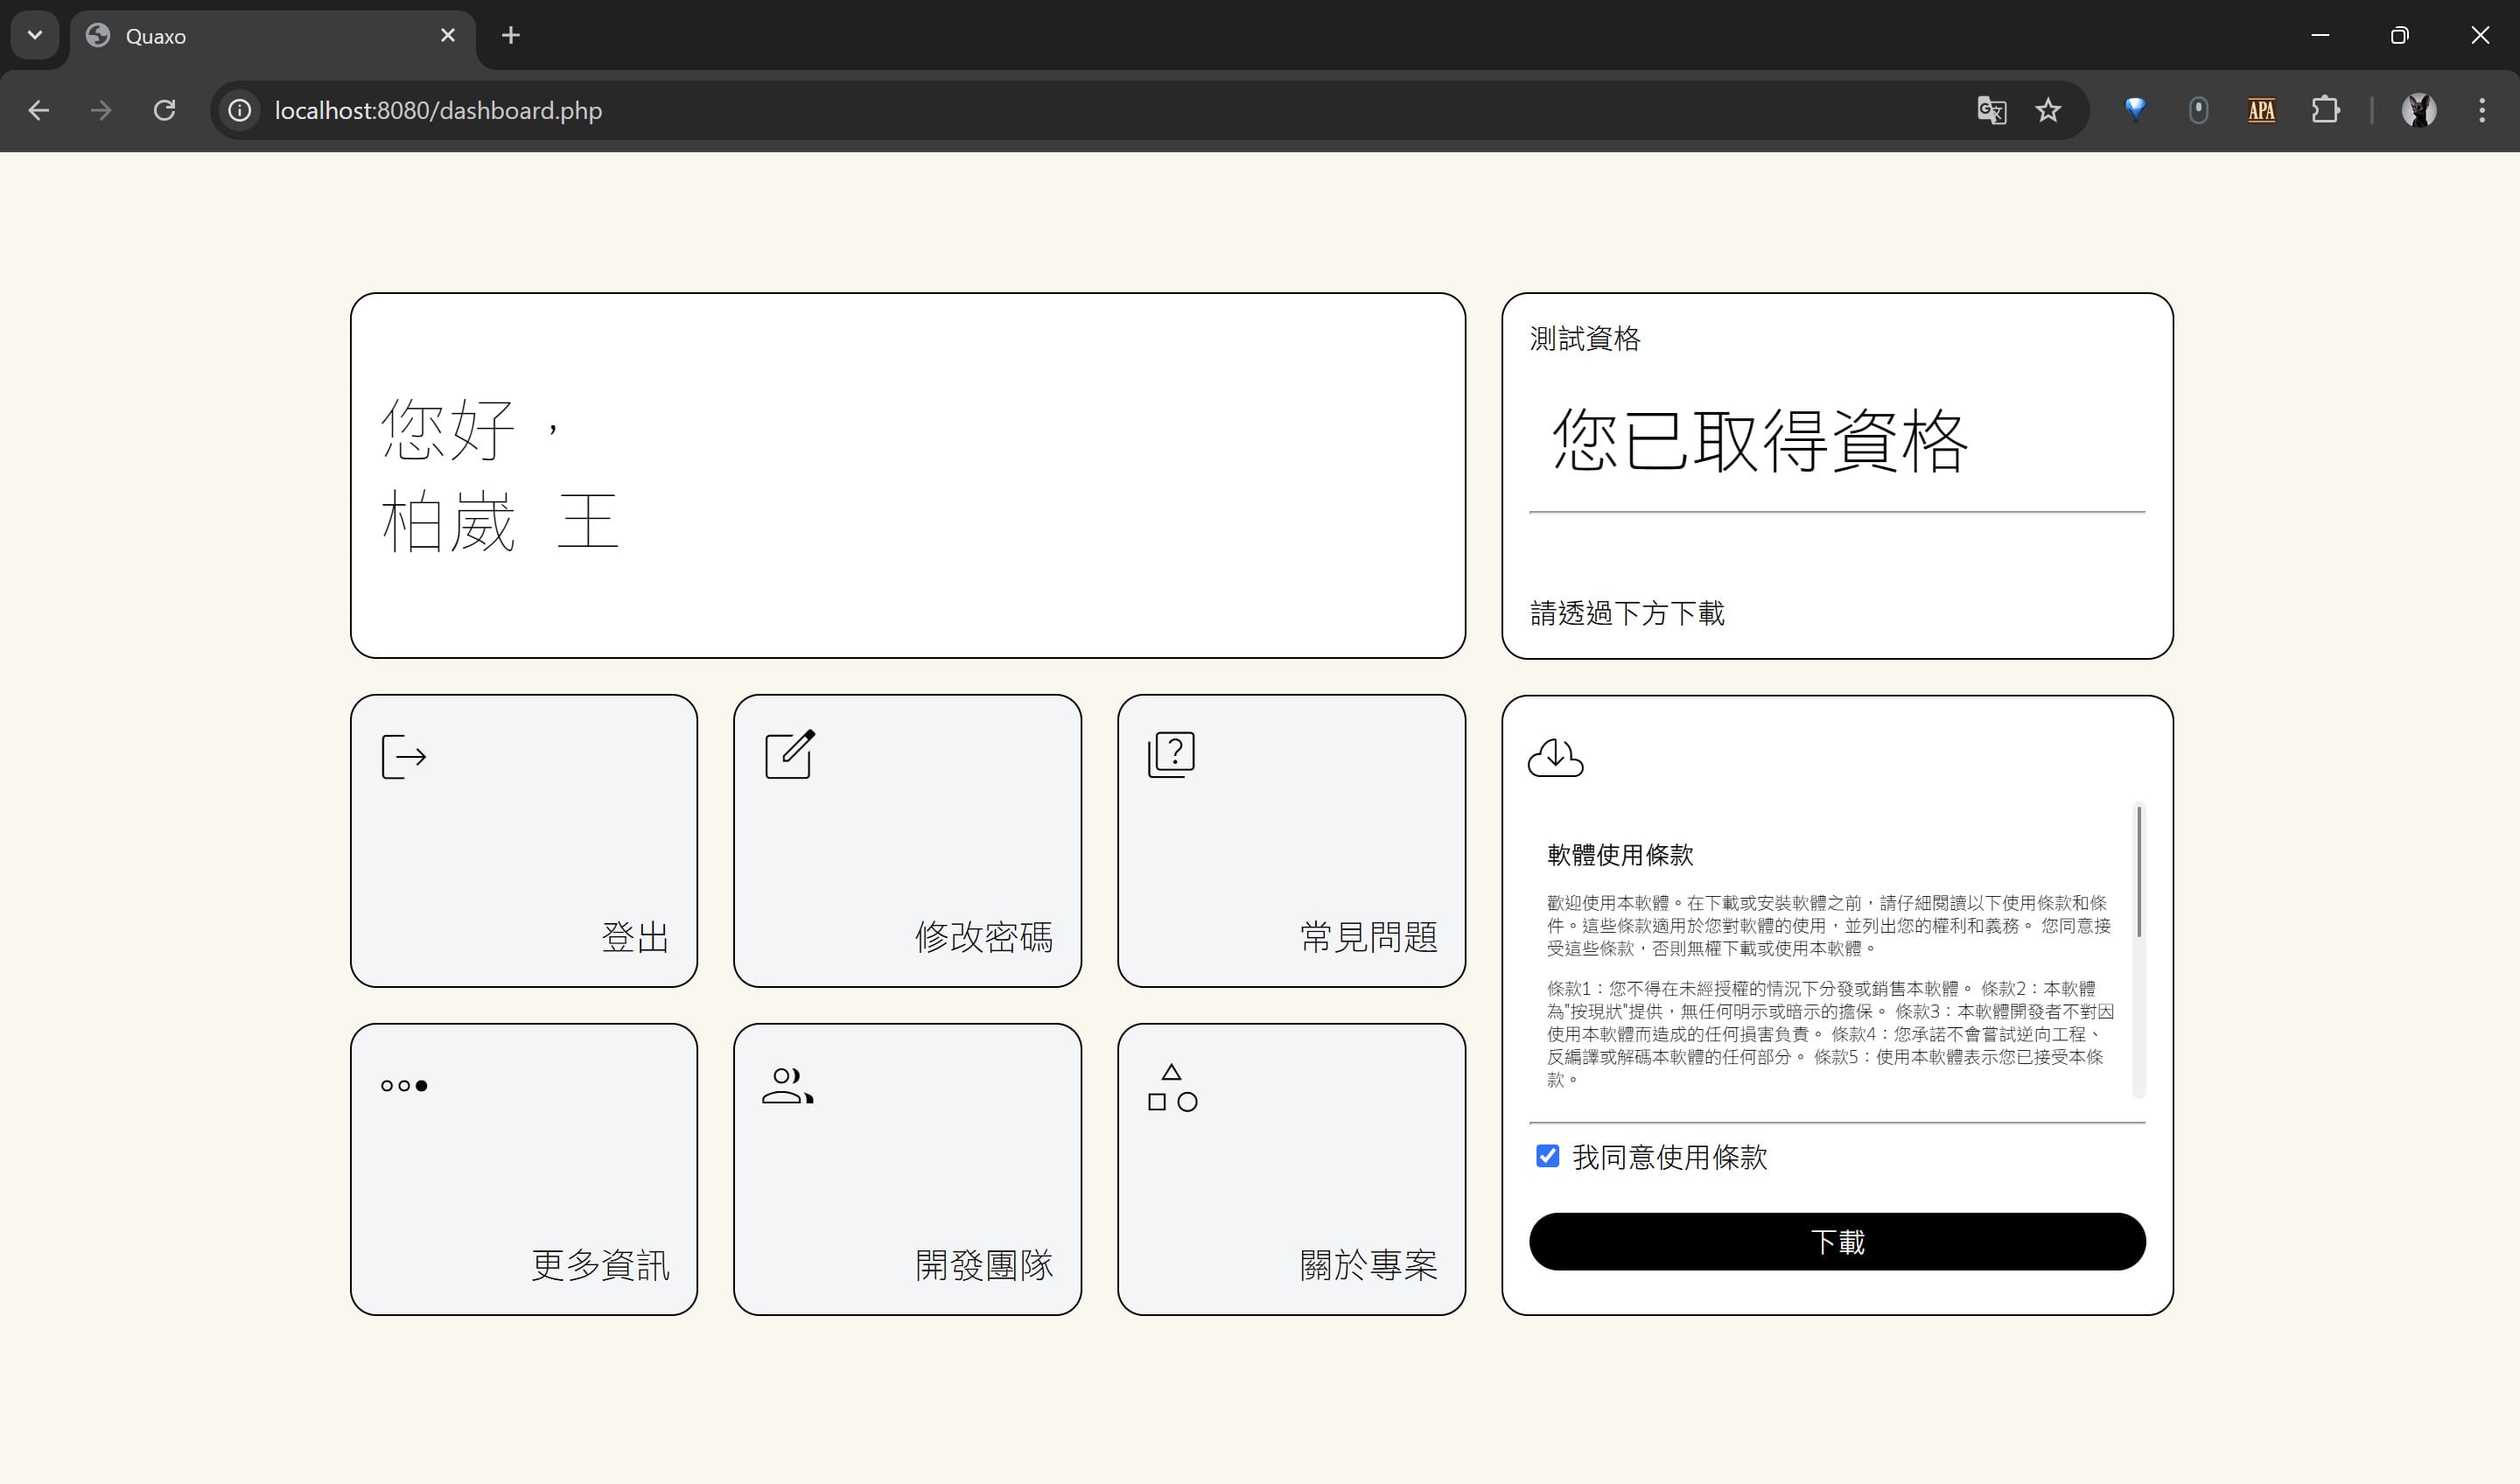 Quaxo
localhost:8080/dashboard.php
APA
您好，
柏崴 王
測試資格
您已取得資格
請透過下方下載
登出
修改密碼
常見問題
更多資訊
開發團隊
關於專案
軟體使用條款
歡迎使用本軟體。在下載或安裝軟體之前，請仔細閱讀以下使用條款和條
件。這些條款適用於您對軟體的使用，並列出您的權利和義務。 您同意接
受這些條款，否則無權下載或使用本軟體。
條款1：您不得在未經授權的情況下分發或銷售本軟體。 條款2：本軟體
為"按現狀"提供，無任何明示或暗示的擔保。 條款3：本軟體開發者不對因
使用本軟體而造成的任何損害負責。 條款4：您承諾不會嘗試逆向工程、
反編譯或解碼本軟體的任何部分。 條款5：使用本軟體表示您已接受本條
款。
我同意使用條款
下載